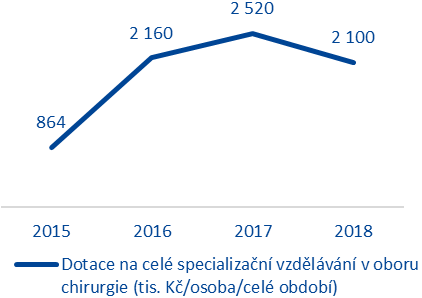 2 520
2 160
2 100
864
2015 2016 2017 2018
Dotace na celé specializační vzdělávání v oboru
chirurgie (tis. Kč/osoba/celé období)